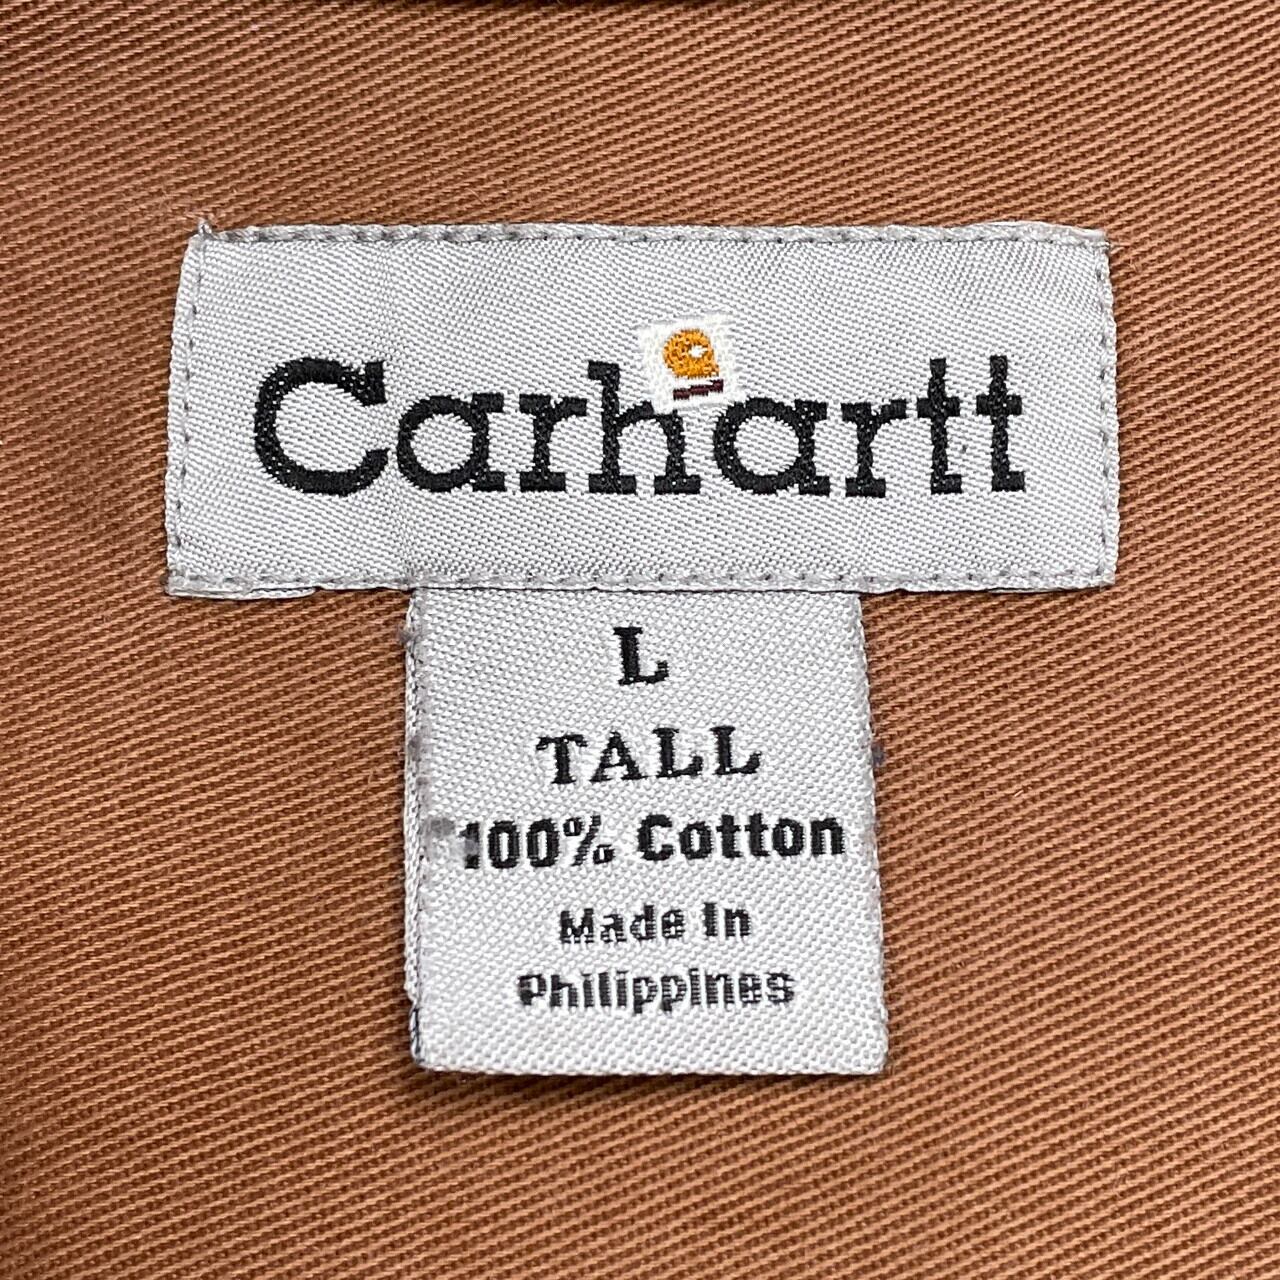 Carhartt
L
TALL
100% Cotton
Made In
Philippines